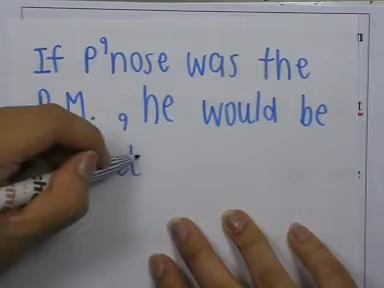 If P'nose was the
P.M. , he would be